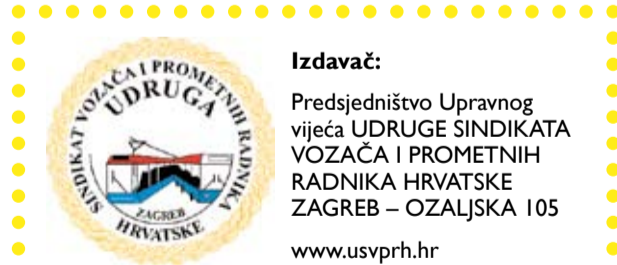 SINDIKAT VOZAČA I PROMETNIH RADNIKA
UDRUGA
ZAGREB
HRVATSKE
Izdavač:
Predsjedništvo Upravnog
vijeća UDRUGE SINDIKATA
VOZAČA I PROMETNIH
RADNIKA HRVATSKE
ZAGREB – OZALJSKA 105
www.usvprh.hr